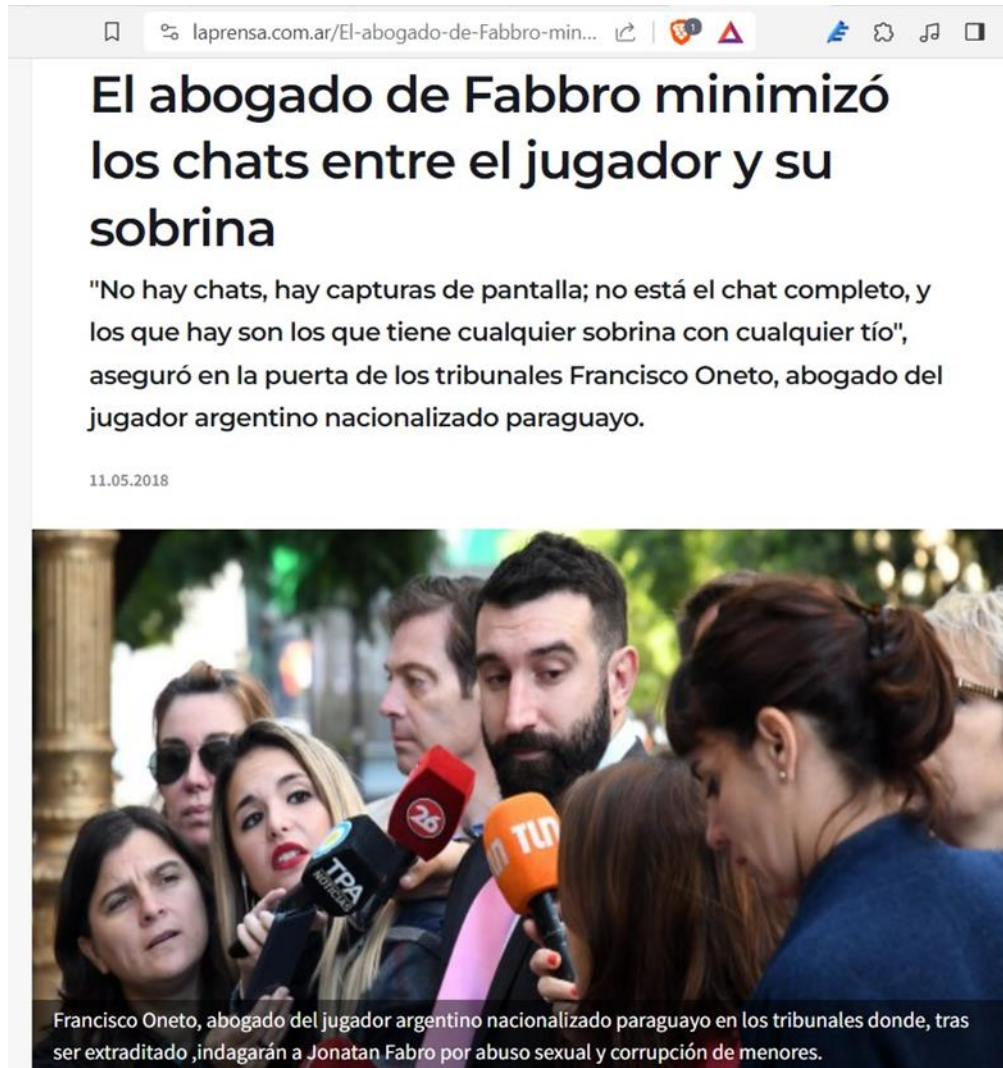 laprensa.com.ar/El-abogado-de-Fabbro-min...
1
El abogado de Fabbro minimizó
los chats entre el jugador y su
sobrina
"No hay chats, hay capturas de pantalla; no está el chat completo, y
los que hay son los que tiene cualquier sobrina con cualquier tío",
aseguró en la puerta de los tribunales Francisco Oneto, abogado del
jugador argentino nacionalizado paraguayo.
11.05.2018
26
TLN
TPA
NOTICIAS
Francisco Oneto, abogado del jugador argentino nacionalizado paraguayo en los tribunales donde, tras
ser extraditado ,indagarán a Jonatan Fabro por abuso sexual y corrupción de menores.